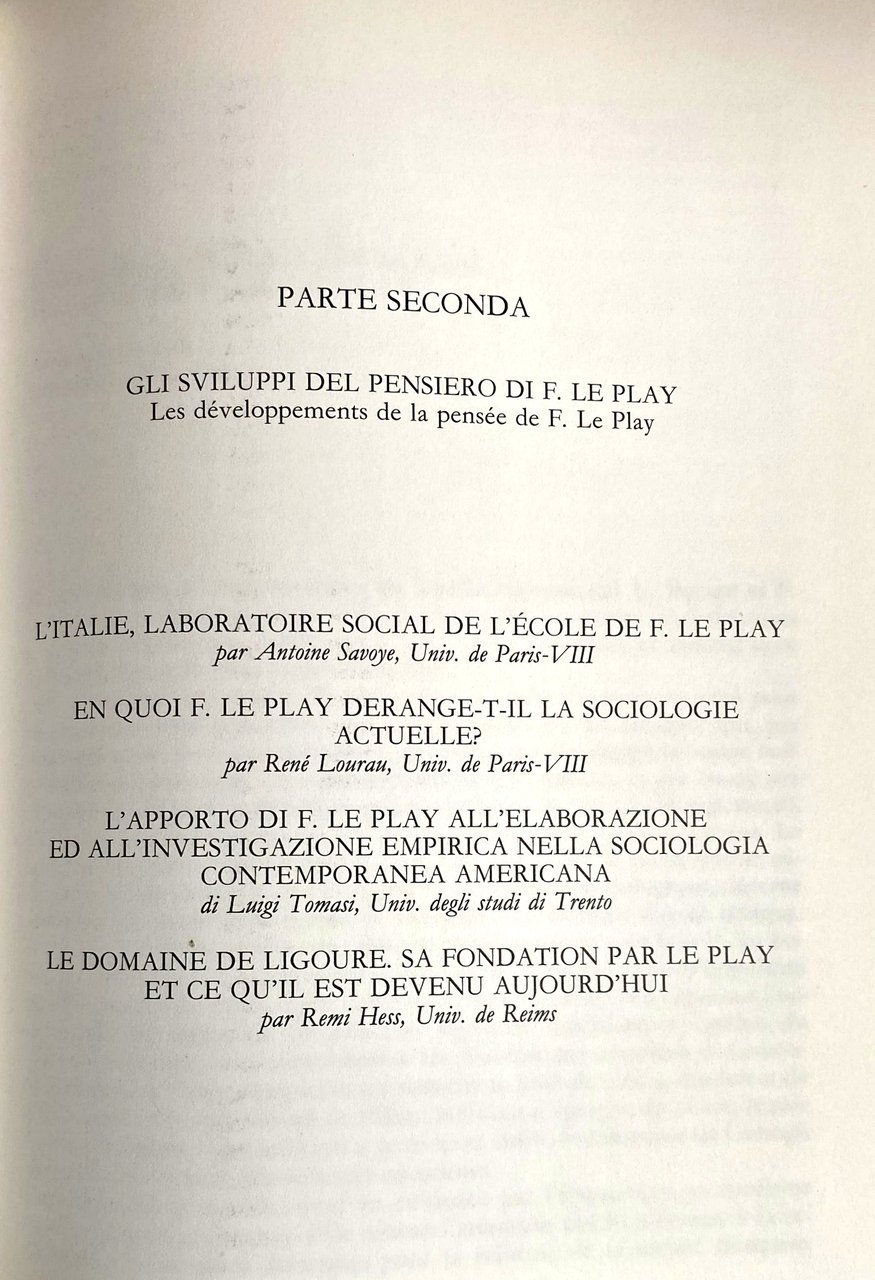 PARTE SECONDA
GLI SVILUPPI DEL PENSIERO DI F. LE PLAY
Les développements de la pensée de F. Le Play
L'ITALIE, LABORATOIRE SOCIAL DE L'ÉCOLE DE F. LE PLAY
par Antoine Savoye, Univ. de Paris-VIII
EN QUOI F. LE PLAY DERANGE-T-IL LA SOCIOLOGIE
ACTUELLE?
par René Lourau, Univ. de Paris-VIII
L'APPORTO DI F. LE PLAY ALL'ELABORAZIONE
ED ALL'INVESTIGAZIONE EMPIRICA NELLA SOCIOLOGIA
CONTEMPORANEA AMERICANA
di Luigi Tomasi, Univ. degli studi di Trento
LE DOMAINE DE LIGOURE. SA FONDATION PAR LE PLAY
ET CE QU'IL EST DEVENU AUJOURD'HUI
par Remi Hess, Univ. de Reims